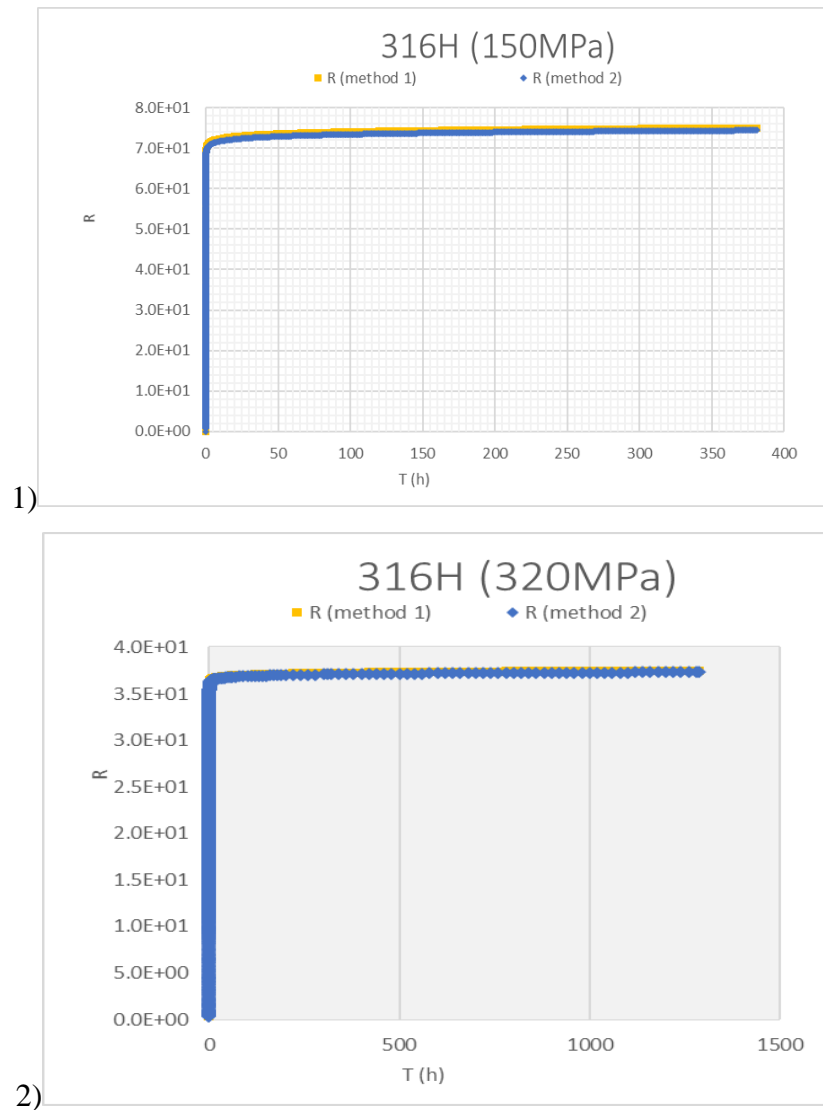 316H (150MPa)
R (method 1) R (method 2)
8.0E+01
7.0E+01
6.0E+01
5.0E+01
R
4.0E+01
3.0E+01
2.0E+01
1.0E+01
0.0E+00
0 50 100 150 200 250 300 350 400
T (h)
1)
316H (320MPa)
R (method 1) R (method 2)
4.0E+01
3.5E+01
3.0E+01
R
2.5E+01
2.0E+01
1.5E+01
1.0E+01
5.0E+00
0.0E+00
0 500 1000 1500
T (h)
2)